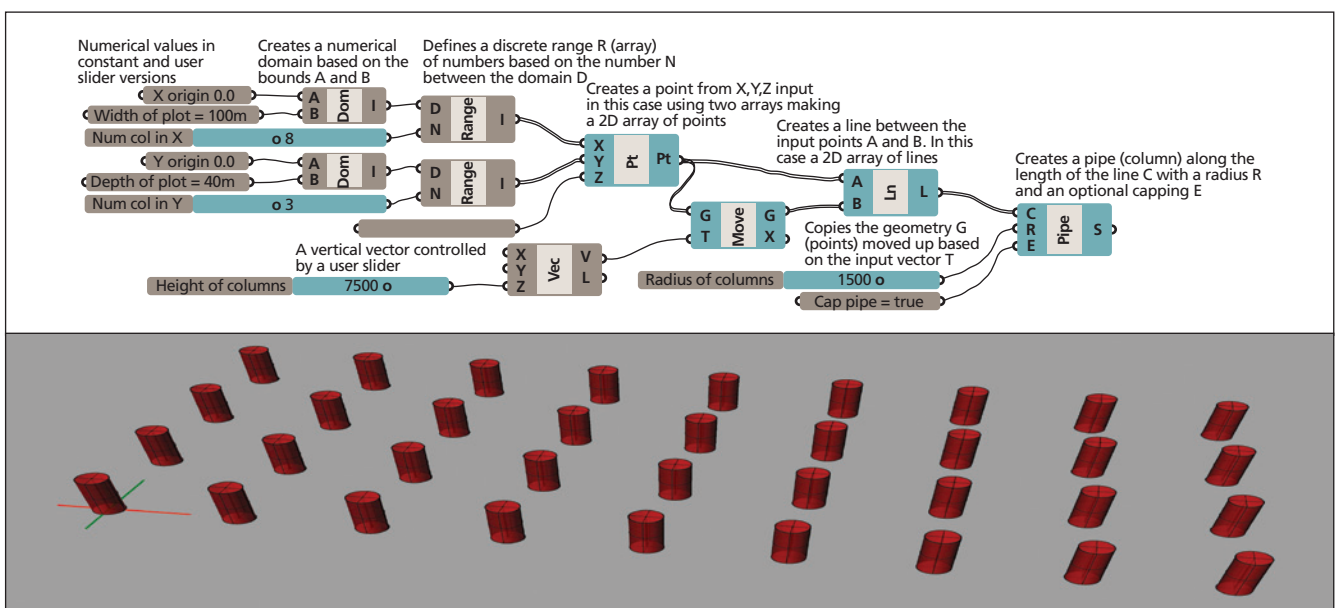 Numerical values in
constant and user
slider versions
Creates a numerical
domain based on the
bounds A and B
Defines a discrete range R (array)
of numbers based on the number N
between the domain D
Creates a point from X,Y,Z input
in this case using two arrays making
a 2D array of points
Creates a line between the
input points A and B. In this
case a 2D array of lines
Creates a pipe (column) along the
length of the line C with a radius R
and an optional capping E
X origin 0.0
Width of plot = 100m
Num col in X
o 8
A
B
Dom
I
D
N
Range
I
Y origin 0.0
Depth of plot = 40m
Num col in Y
o 3
A
B
Dom
I
D
N
Range
I
X
Y
Z
Pt
Pt
A
B
Ln
L
G
T
Move
G
X
C
R
E
Pipe
S
A vertical vector controlled
by a user slider
Height of columns
7500 o
X
Y
Z
Vec
V
L
Copies the geometry G
(points) moved up based
on the input vector T
Radius of columns
1500 o
Cap pipe = true